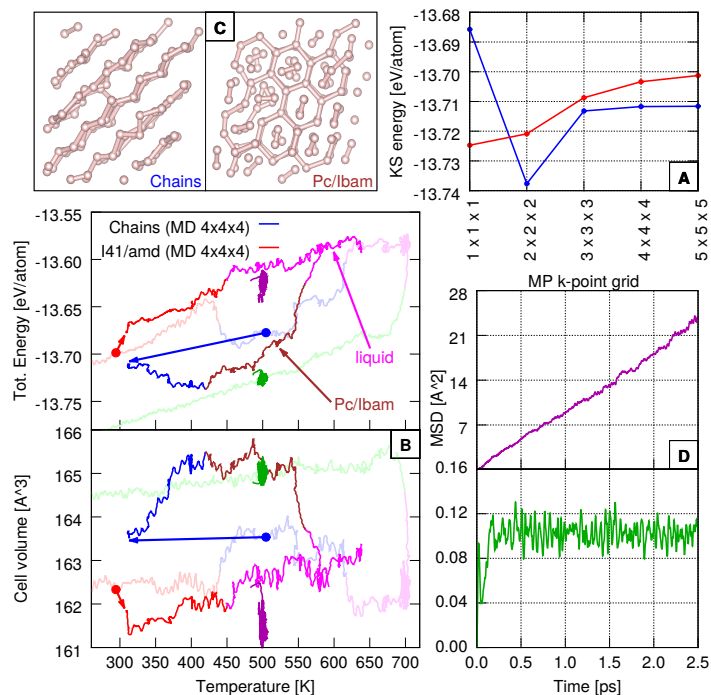 C
Chains
Pc/Ibam
KS energy [eV/atom]
-13.68
-13.69
-13.70
-13.71
-13.72
-13.73
-13.74
A
1 x 1 x 1
2 x 2 x 2
3 x 3 x 3
4 x 4 x 4
5 x 5 x 5
MP k-point grid
Tot. Energy [eV/atom]
-13.55
-13.60
-13.65
-13.70
-13.75
Chains (MD 4x4x4)
I41/amd (MD 4x4x4)
liquid
Pc/Ibam
B
Cell volume [A^3]
166
165
164
163
162
161
300 350 400 450 500 550 600 650 700
Temperature [K]
MSD [A^2]
28
21
14
7
D
0.16
0.12
0.08
0.04
0.00
0.0 0.5 1.0 1.5 2.0 2.5
Time [ps]